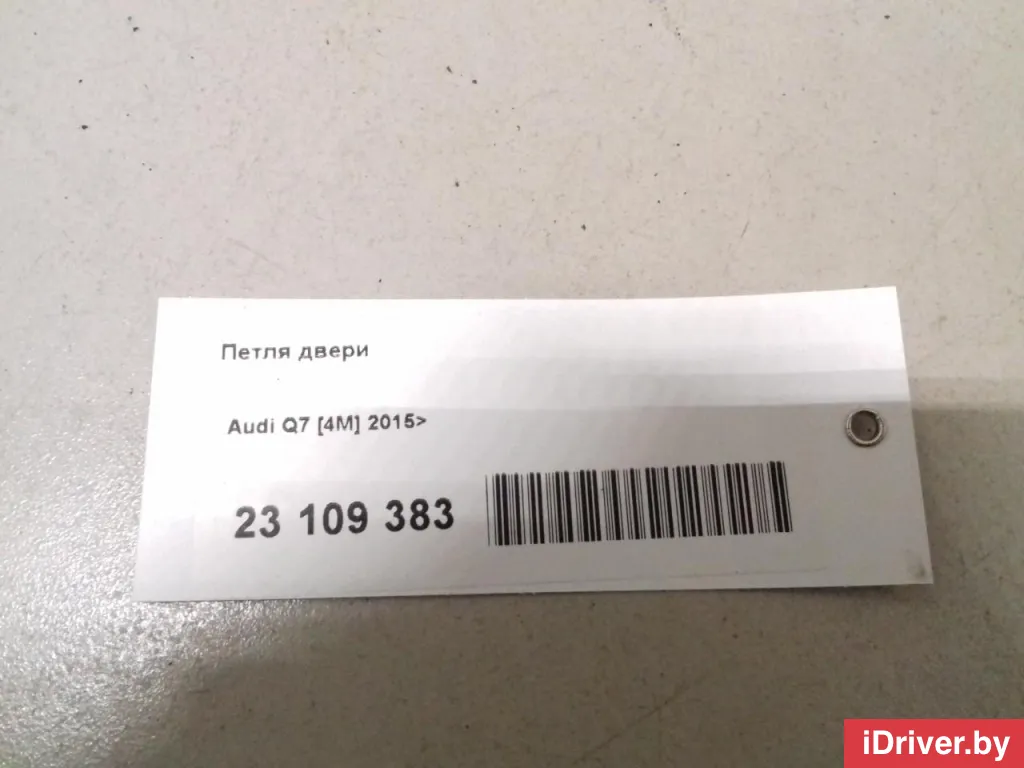 Петля двери
Audi Q7 [4M] 2015>
23 109 383
iDriver.by